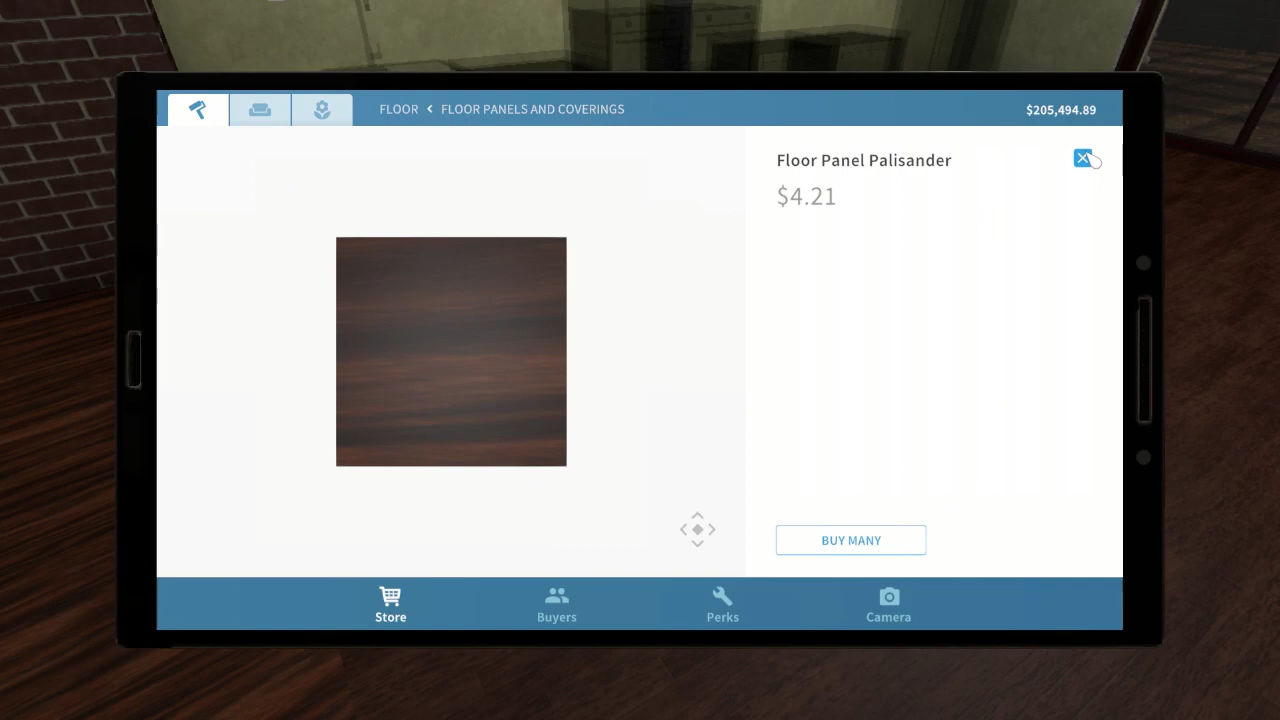 FLOOR < FLOOR PANELS AND COVERINGS
$205,494.89
Floor Panel Palisander
$4.21
BUY MANY
Store
Buyers
Perks
Camera